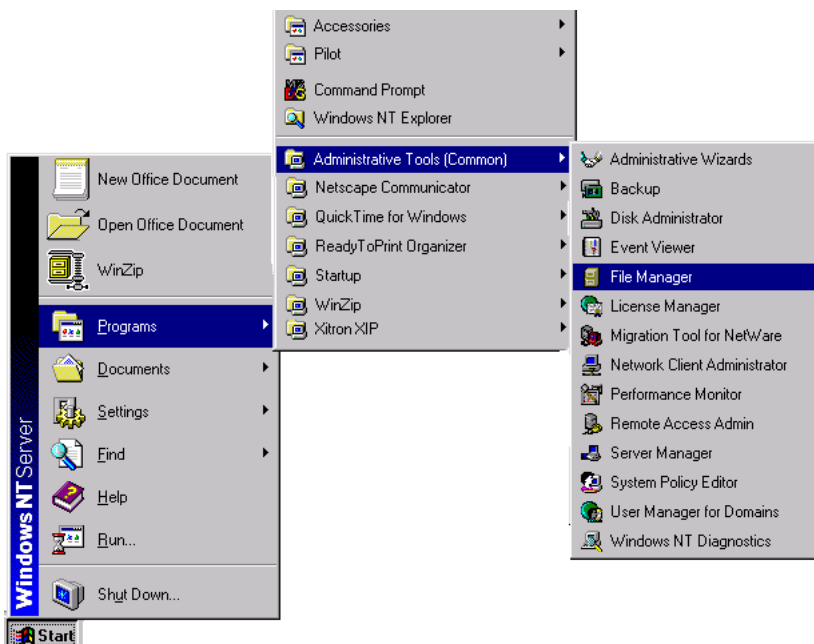 Accessories
Pilot
Command Prompt
Windows NT Explorer
Administrative Tools (Common)
Netscape Communicator
QuickTime for Windows
ReadyToPrint Organizer
Startup
WinZip
Xitron XIP
Administrative Wizards
Backup
Disk Administrator
Event Viewer
File Manager
License Manager
Migration Tool for NetWare
Network Client Administrator
Performance Monitor
Remote Access Admin
Server Manager
System Policy Editor
User Manager for Domains
Windows NT Diagnostics
New Office Document
Open Office Document
WinZip
Programs
Documents
Settings
Find
Help
Run...
Shut Down...
Windows NT Server
Start